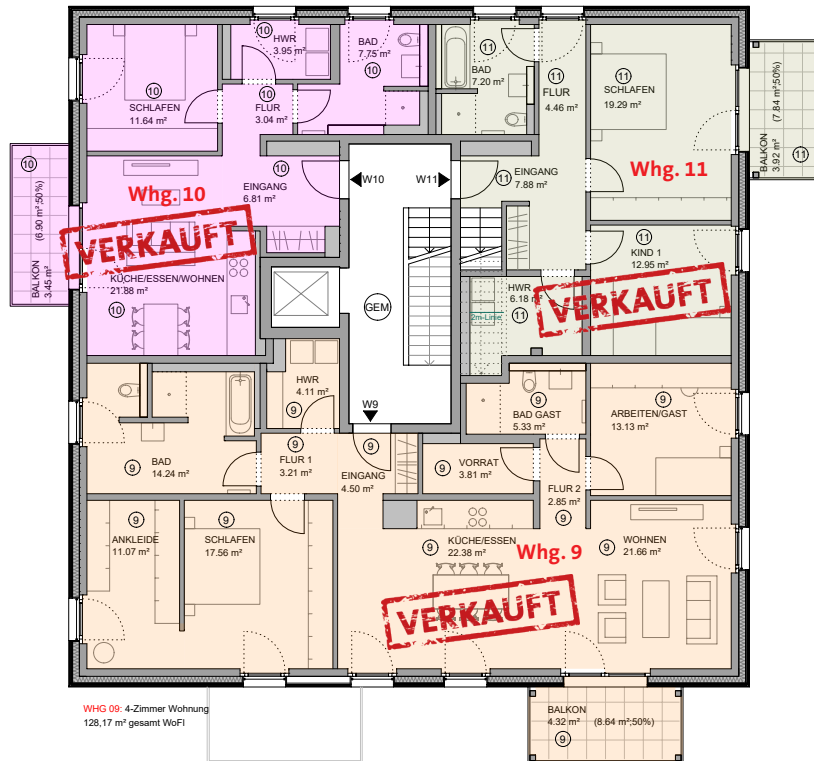 10
HWR
3.95 m²
BAD
7.75 m²
10
10
SCHLAFEN
11.64 m²
10
FLUR
3.04 m²
11
BAD
7.20 m²
11
FLUR
4.46 m²
11
SCHLAFEN
19.29 m²
BALKON (7.84 m²;50%)
3.92 m²
11
10
BALKON (6.90 m²;50%)
3.45 m²
Whg. 10
10
EINGANG
6.81 m²
W10
W11
11
EINGANG
7.88 m²
Whg. 11
VERKAUFT
KÜCHE/ESSEN/WOHNEN
21.88 m²
10
GEM
11
KIND 1
12.95 m²
HWR
6.18 m²
2m-Linie
11
VERKAUFT
HWR
4.11 m²
9
W9
9
BAD GAST
5.33 m²
9
ARBEITEN/GAST
13.13 m²
9
BAD
14.24 m²
9
FLUR 1
3.21 m²
9
EINGANG
4.50 m²
9
VORRAT
3.81 m²
FLUR 2
2.85 m²
9
9
ANKLEIDE
11.07 m²
9
SCHLAFEN
17.56 m²
9
KÜCHE/ESSEN
22.38 m²
Whg. 9
9
WOHNEN
21.66 m²
VERKAUFT
WHG 09: 4-Zimmer Wohnung
128,17 m² gesamt WoFl
BALKON
4.32 m² (8.64 m²;50%)
9